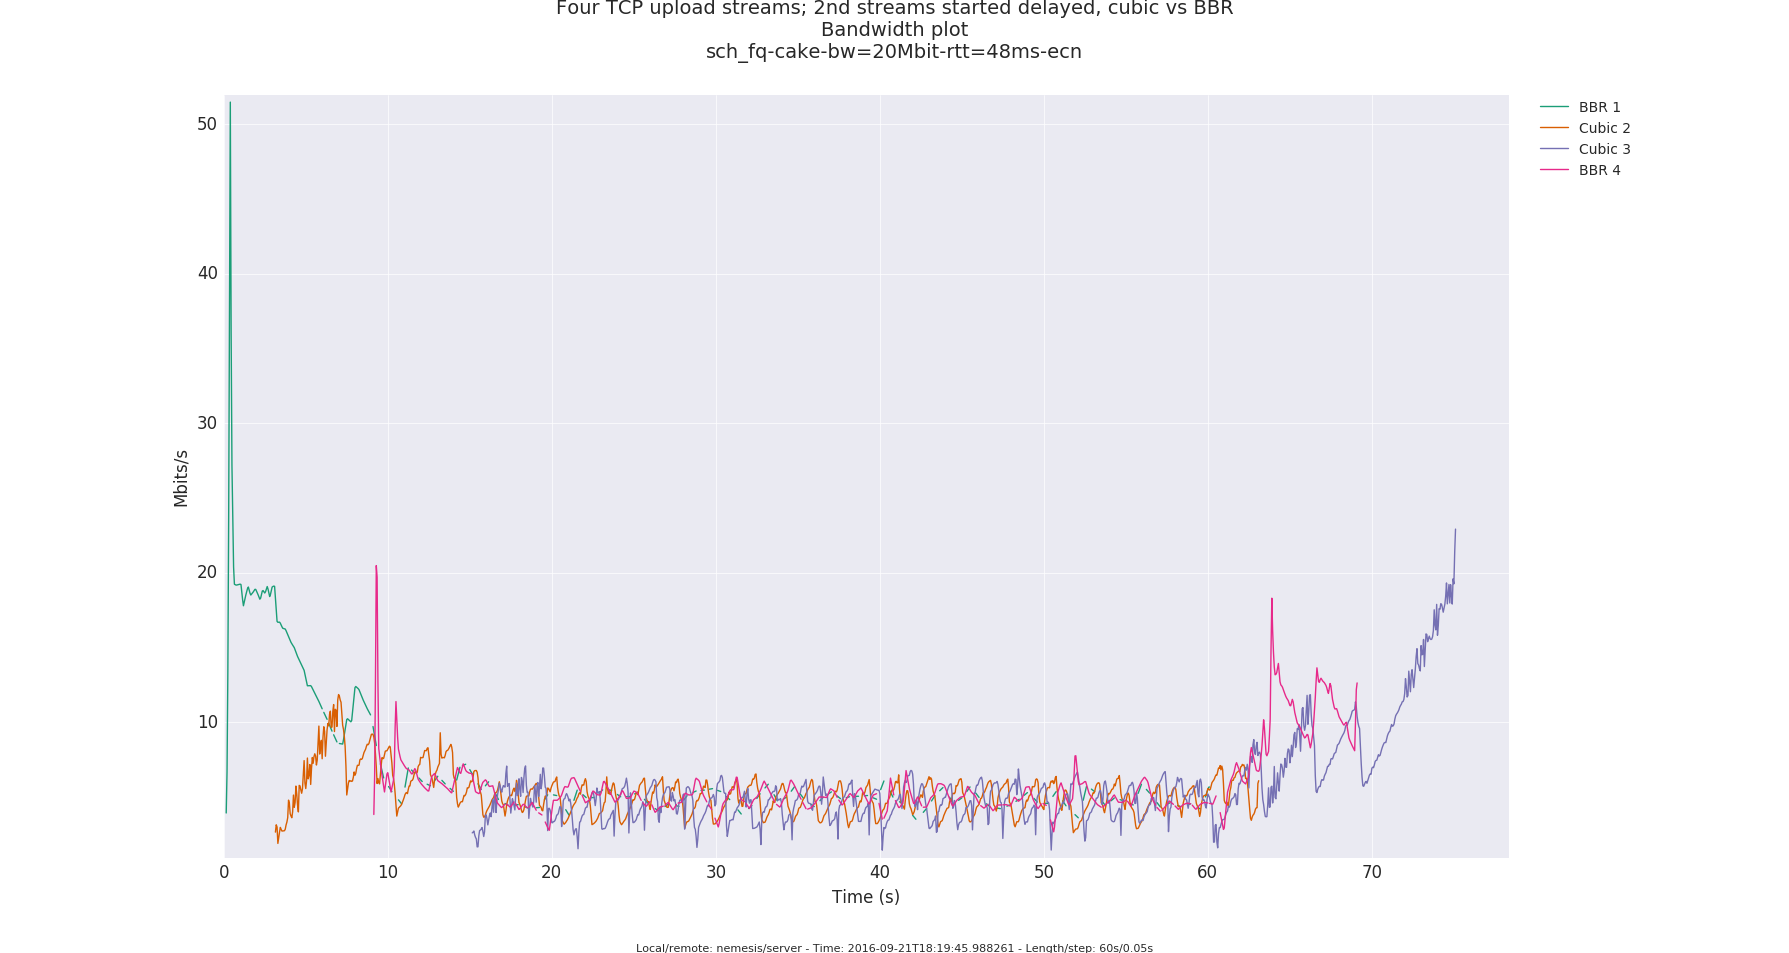 Four TCP upload streams; 2nd streams started delayed, cubic vs BBR
Bandwidth plot
sch_fq-cake-bw=20Mbit-rtt=48ms-ecn
BBR 1
Cubic 2
Cubic 3
BBR 4
50
40
30
20
10
Mbits/s
0 10 20 30 40 50 60 70
Time (s)
Local/remote: nemesis/server - Time: 2016-09-21T18:19:45.988261 - Length/step: 60s/0.05s